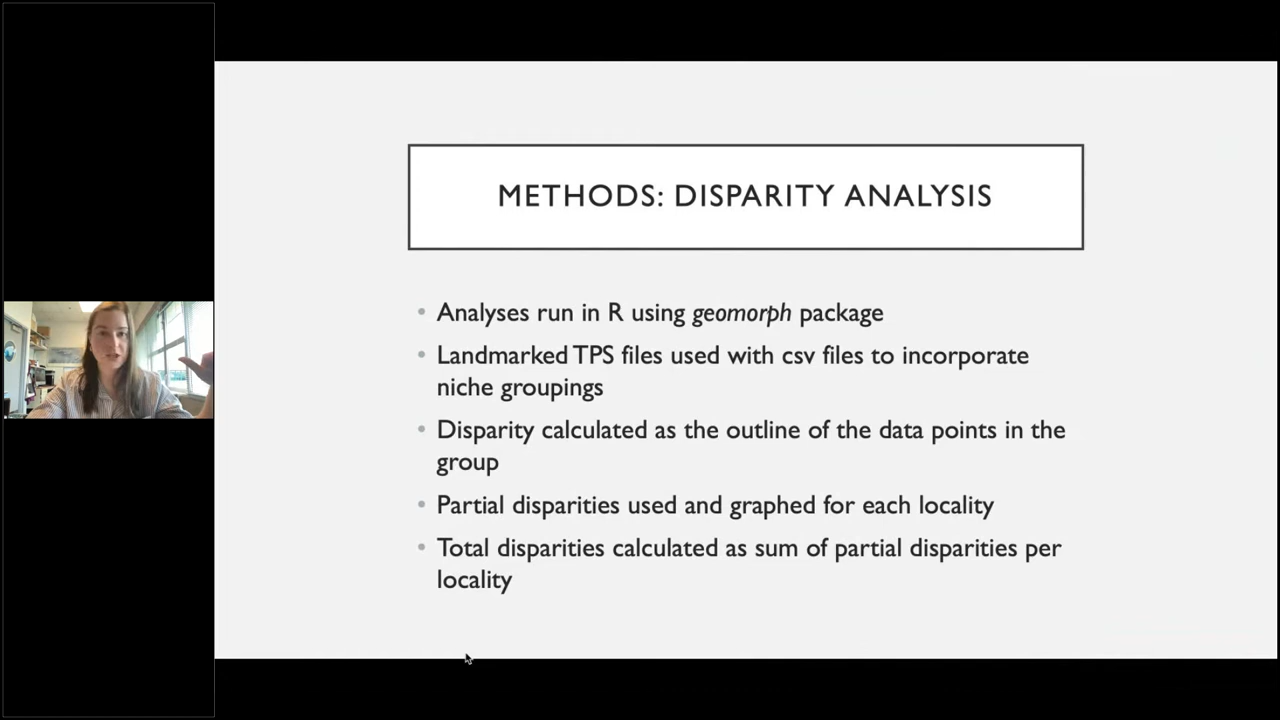 METHODS: DISPARITY ANALYSIS
• Analyses run in R using geomorph package
• Landmarked TPS files used with csv files to incorporate
niche groupings
• Disparity calculated as the outline of the data points in the
group
• Partial disparities used and graphed for each locality
• Total disparities calculated as sum of partial disparities per
locality